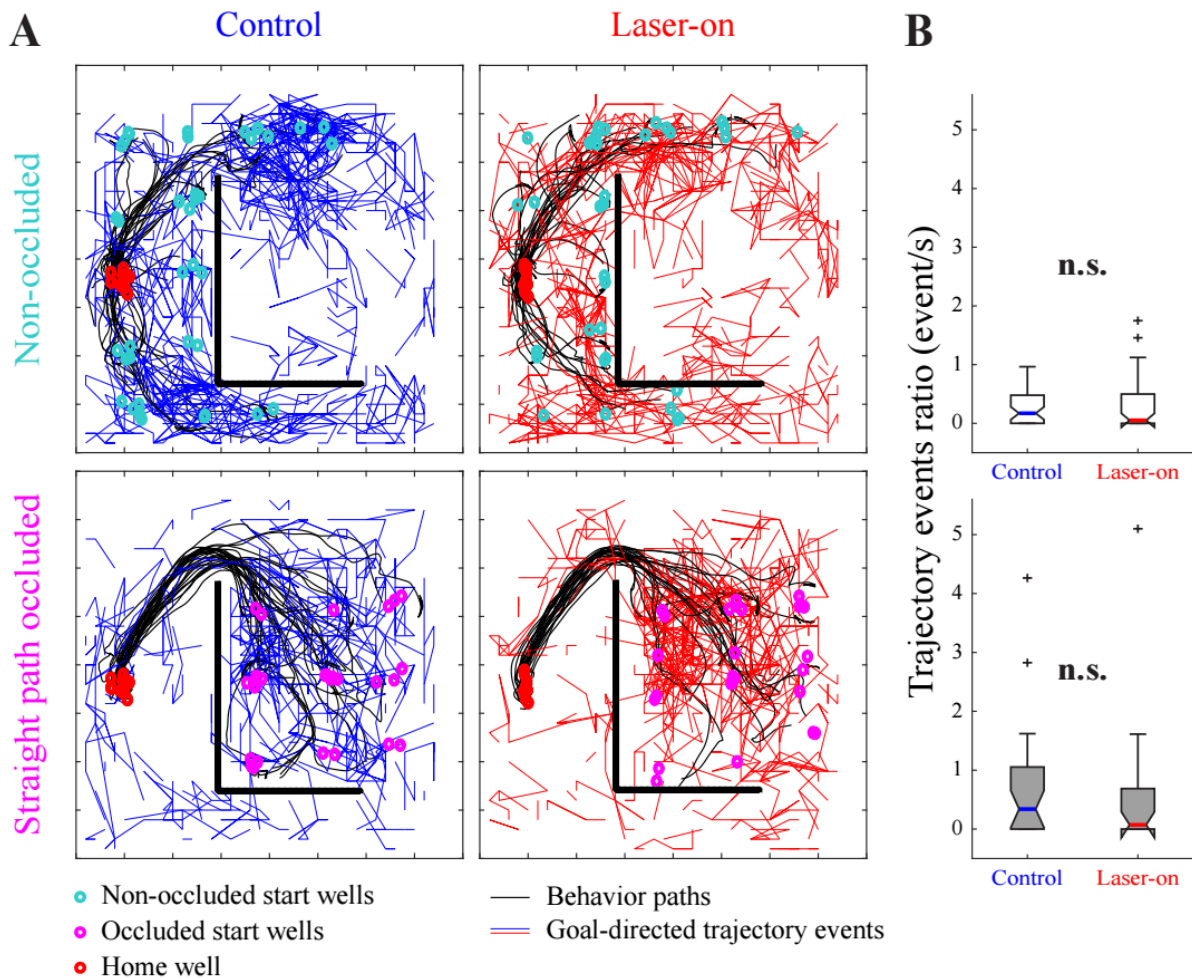 A
Control
Laser-on
B
Non-occluded
Straight path occluded
Trajectory events ratio (event/s)
5
4
3
2
1
0
n.s.
Control
Laser-on
5
4
3
2
1
0
n.s.
Control
Laser-on
Non-occluded start wells
Occluded start wells
Home well
Behavior paths
Goal-directed trajectory events